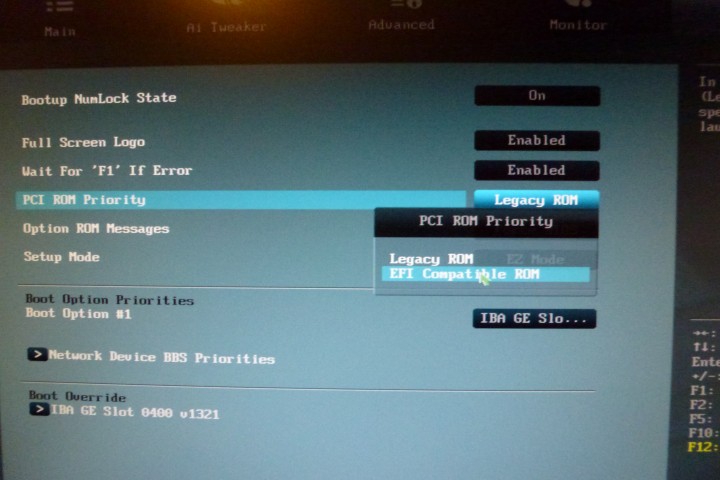 Main Ai Tweaker Advanced Monitor
Bootup NumLock State On
Full Screen Logo Enabled
Wait For 'F1' If Error Enabled
PCI ROM Priority Legacy ROM
PCI ROM Priority
Option ROM Messages
Legacy ROM
Setup Mode EZ Mode
EFI Compatible ROM
Boot Option Priorities
Boot Option #1 IBA GE Slo...
> Network Device BBS Priorities
Boot Override
> IBA GE Slot 0400 v1321
In
(Le
spe
lau
→←:
↑↓:
Ente
+/-:
F1:
F2:
F5:
F10:
F12: